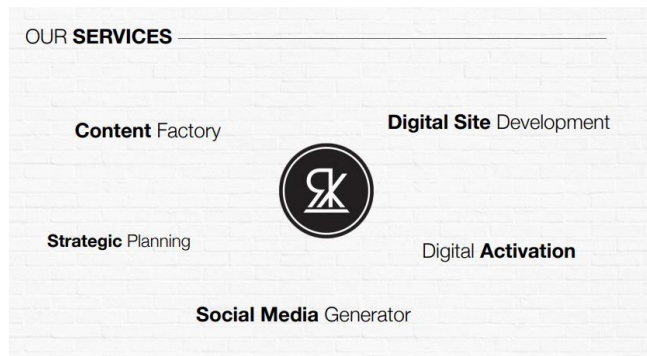 OUR SERVICES
Content Factory
Digital Site Development
Strategic Planning
Digital Activation
Social Media Generator